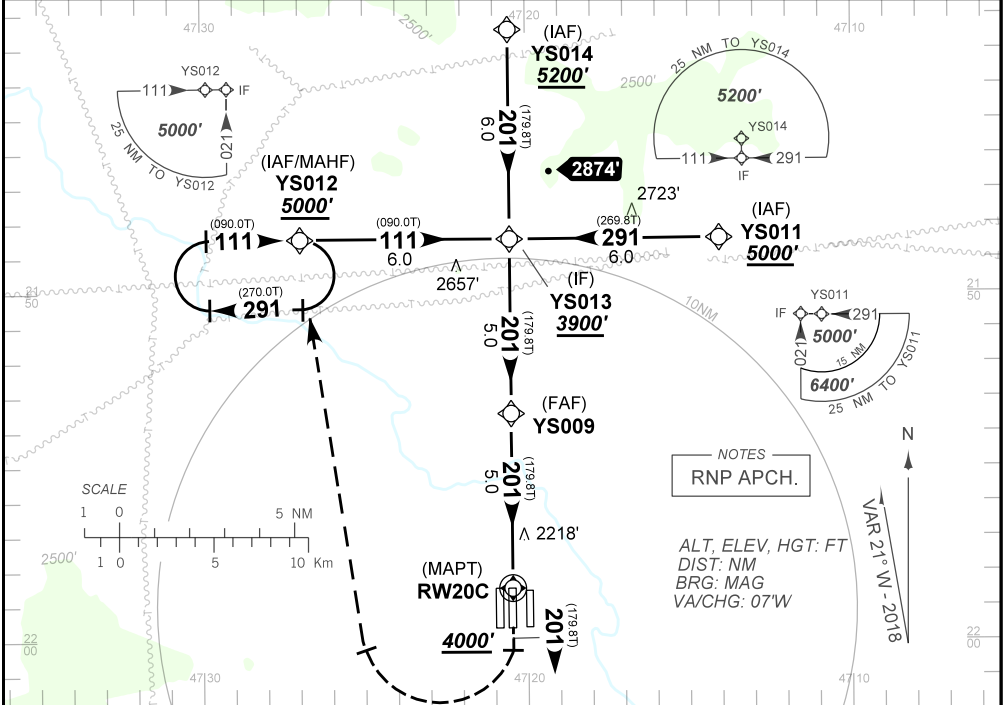 47|30
47|20
47|10
2500'
(IAF)
YS014
5200'
(179.8T)
201
6.0
YS012
111
IF
5000'
021
25 NM TO YS012
25 NM TO YS014
2500'
5200'
YS014
111
291
IF
2874'
2723'
(IAF/MAHF)
YS012
5000'
(090.0T)
111
(090.0T)
111
6.0
(269.8T)
291
6.0
(IAF)
YS011
5000'
2657'
(270.0T)
291
(IF)
YS013
3900'
21
50
21
50
10NM
YS011
IF
291
5000'
021
15 NM
6400'
25 NM TO YS011
(179.8T)
201
5.0
(FAF)
YS009
(179.8T)
201
5.0
NOTES
RNP APCH.
N
VAR 21° W - 2018
SCALE
1 0 5 NM
1 0 5 10 Km
2218'
ALT, ELEV, HGT: FT
DIST: NM
BRG: MAG
VA/CHG: 07'W
2500'
(MAPT)
RW20C
4000'
(179.8T)
201
22
00
22
00
47|30
47|20
47|10